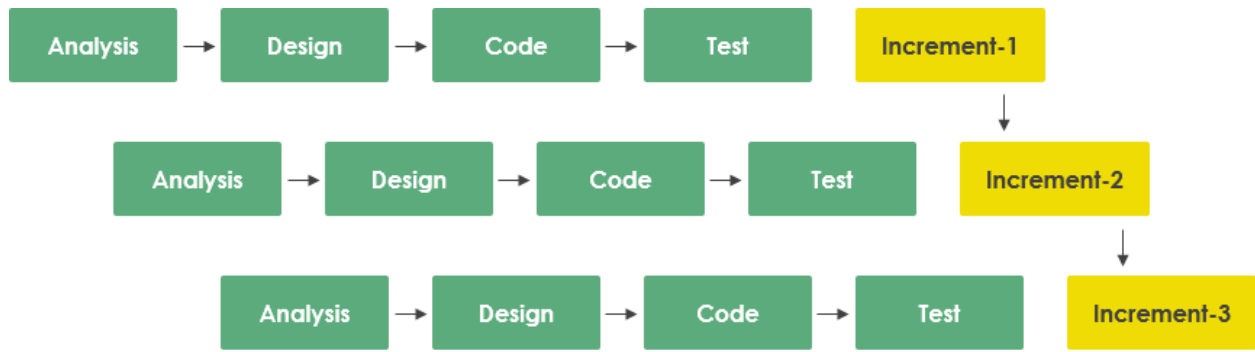 Analysis Design Code Test Increment-1
Analysis Design Code Test Increment-2
Analysis Design Code Test Increment-3